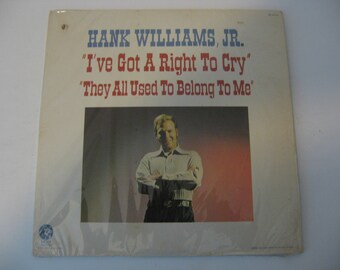 HANK WILLIAMS, JR.
"I've Got A Right To Cry"
"They All Used To Belong To Me"